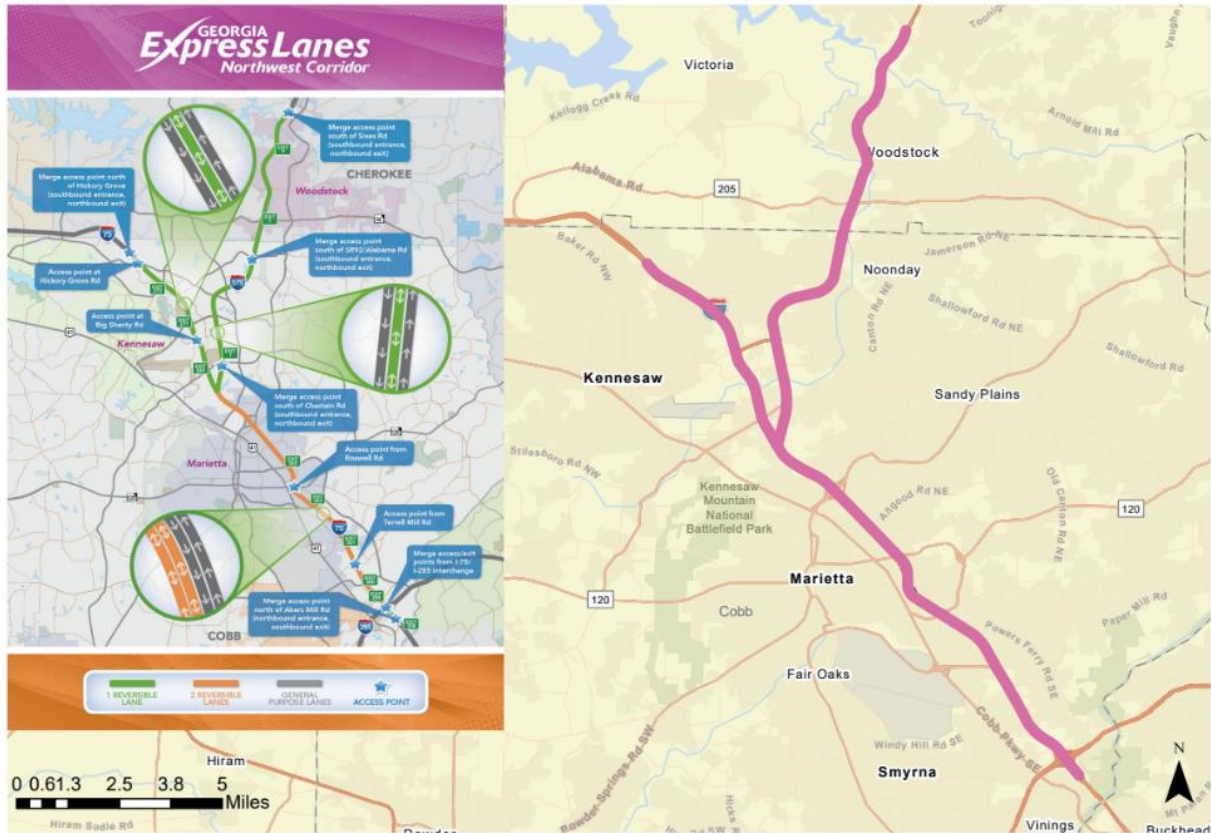 GEORGIA
Express Lanes
Northwest Corridor
Merge access point
south of Sixes Rd
(southbound entrance,
northbound exit)
CHEROKEE
Woodstock
Merge access point north
of Hickory Grove
(southbound entrance,
northbound exit)
75
Access point at
Hickory Grove Rd
Merge access point
south of SR92/Alabama Rd
(southbound entrance,
northbound exit)
575
Access point at
Big Shanty Rd
41
Kennesaw
Merge access point
south of Chastain Rd
(southbound entrance,
northbound exit)
41
Marietta
Access point from
Roswell Rd
Access point from
Terrell Mill Rd
75
41
Merge access/exit
points from I-75/
I-285 interchange
Merge access point
north of Akers Mill Rd
(northbound entrance,
southbound exit)
COBB
285
1 REVERSIBLE
LANE
2 REVERSIBLE
LANES
GENERAL
PURPOSE LANES
ACCESS POINT
Victoria
Kellogg Creek Rd
Arnold Mill Rd
Woodstock
Alabama Rd
205
Baker Rd NW
Jamerson Rd NE
Noonday
Canton Rd NE
Shallowford Rd NE
Shallowford Rd
Kennesaw
Sandy Plains
Stilesboro Rd NW
Kennesaw
Mountain
National
Battlefield Park
Allgood Rd NE
Old Canton Rd NE
120
Marietta
120
Cobb
Paper Mill Rd
Powers Ferry Rd SE
Fair Oaks
Cobb Pkwy SE
Windy Hill Rd SE
Powder Springs Rd SW
Smyrna
Hiram
0 0.61.3 2.5 3.8 5
Miles
Hiram Sudie Rd
N
Vinings
Buckhead